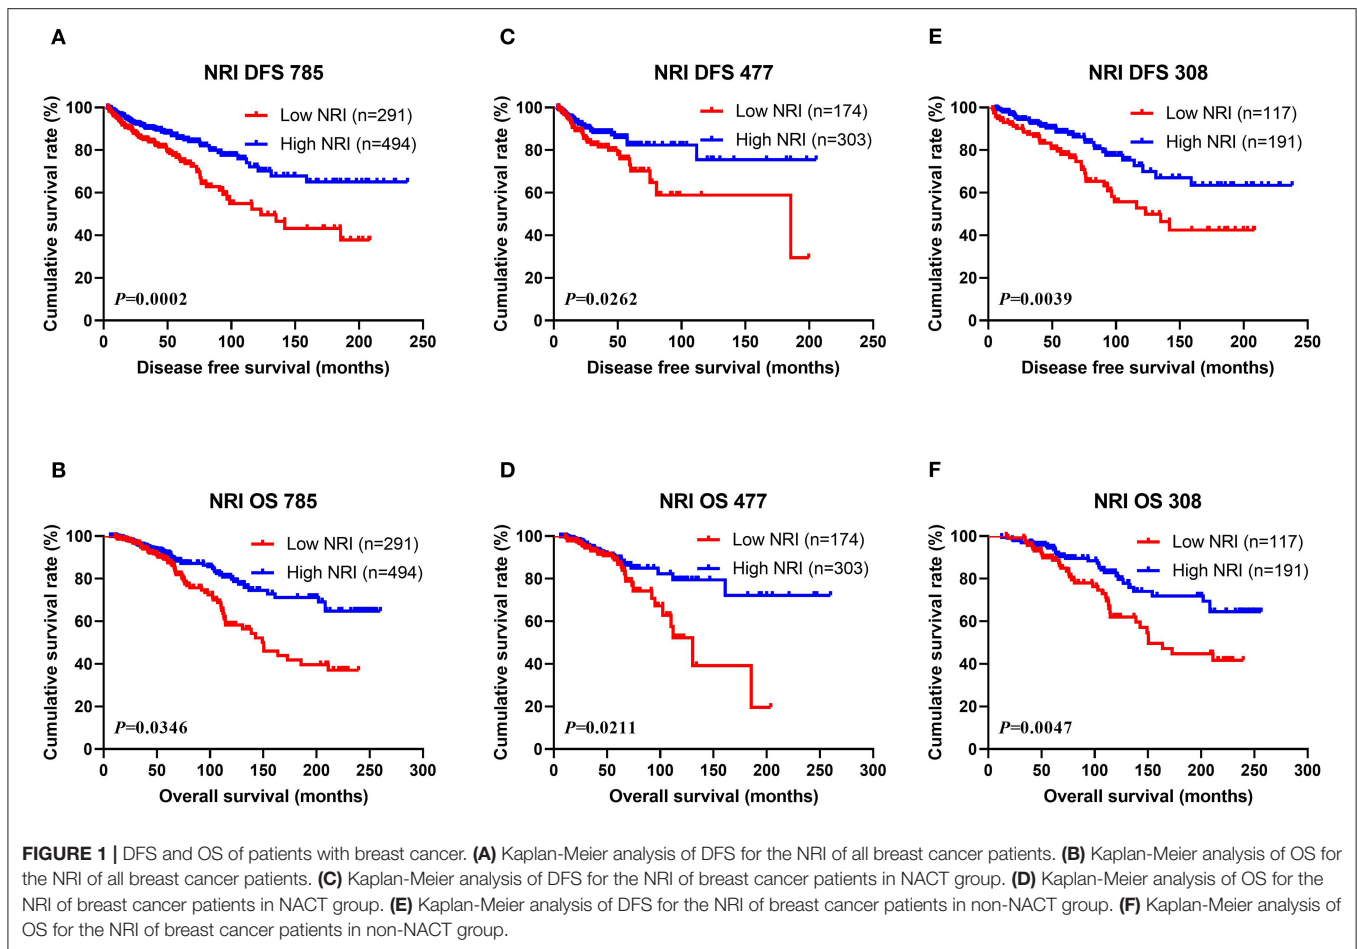 A
NRI DFS 785
Cumulative survival rate (%)
100
80
60
40
20
0
Low NRI (n=291)
High NRI (n=494)
P=0.0002
0 50 100 150 200 250
Disease free survival (months)
C
NRI DFS 477
Cumulative survival rate (%)
100
80
60
40
20
0
Low NRI (n=174)
High NRI (n=303)
P=0.0262
0 50 100 150 200 250
Disease free survival (months)
E
NRI DFS 308
Cumulative survival rate (%)
100
80
60
40
20
0
Low NRI (n=117)
High NRI (n=191)
P=0.0039
0 50 100 150 200 250
Disease free survival (months)
B
NRI OS 785
Cumulative survival rate (%)
100
80
60
40
20
0
Low NRI (n=291)
High NRI (n=494)
P=0.0346
0 50 100 150 200 250 300
Overall survival (months)
D
NRI OS 477
Cumulative survival rate (%)
100
80
60
40
20
0
Low NRI (n=174)
High NRI (n=303)
P=0.0211
0 50 100 150 200 250 300
Overall survival (months)
F
NRI OS 308
Cumulative survival rate (%)
100
80
60
40
20
0
Low NRI (n=117)
High NRI (n=191)
P=0.0047
0 50 100 150 200 250 300
Overall survival (months)
FIGURE 1 | DFS and OS of patients with breast cancer. (A) Kaplan-Meier analysis of DFS for the NRI of all breast cancer patients. (B) Kaplan-Meier analysis of OS for
the NRI of all breast cancer patients. (C) Kaplan-Meier analysis of DFS for the NRI of breast cancer patients in NACT group. (D) Kaplan-Meier analysis of OS for the
NRI of breast cancer patients in NACT group. (E) Kaplan-Meier analysis of DFS for the NRI of breast cancer patients in non-NACT group. (F) Kaplan-Meier analysis of
OS for the NRI of breast cancer patients in non-NACT group.